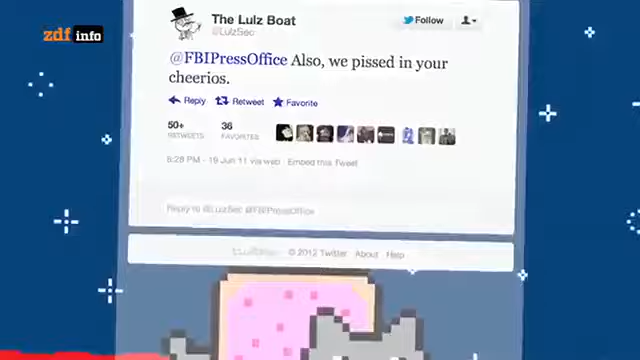 zdf info
The Lulz Boat
@LulzSec
Follow
@FBIPressOffice Also, we pissed in your
cheerios.
Reply Retweet Favorite
50+
RETWEETS
36
FAVORITES
8:28 PM - 19 Jun 11 via web · Embed this Tweet
Reply to @LulzSec @FBIPressOffice
© 2012 Twitter About Help